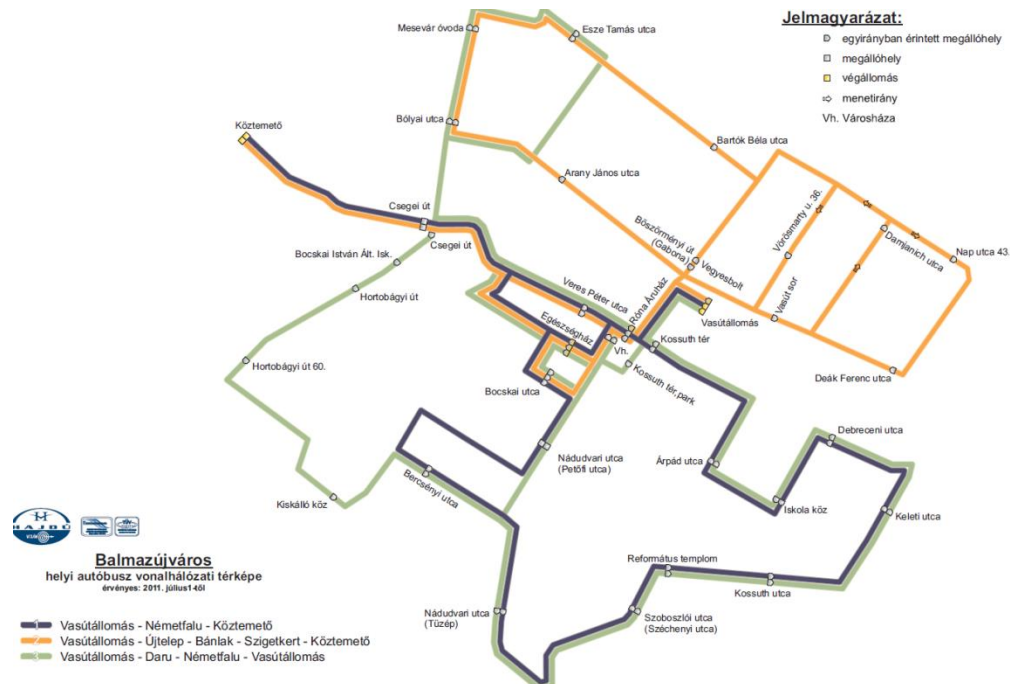 Jelmagyarázat:
egyirányban érintett megállóhely
megállóhely
végállomás
menetirány
Vh. Városháza
Mesevár óvoda
Esze Tamás utca
Bólyai utca
Köztemető
Bartók Béla utca
Arany János utca
Csegei út
Csegei út
Böszörményi út
(Gabona)
Vegyesbolt
Vörösmarty u. 36.
Damjanich utca
Nap utca 43.
Bocskai István Ált. Isk.
Hortobágyi út
Veres Péter utca
Róna Áruház
Vasút sor
Vasútállomás
Egészségház
Vh.
Kossuth tér
Kossuth tér, park
Hortobágyi út 60.
Bocskai utca
Deák Ferenc utca
Debreceni utca
Nádudvari utca
(Petőfi utca)
Árpád utca
Bercsényi utca
Iskola köz
Kiskálló köz
Keleti utca
HAJDÚ
Balmazújváros
helyi autóbusz vonalhálózati térképe
érvényes: 2011. július1-től
Református templom
Kossuth utca
Nádudvari utca
(Tüzép)
Szoboszlói utca
(Széchenyi utca)
1 Vasútállomás - Németfalu - Köztemető
2 Vasútállomás - Újtelep - Bánlak - Szigetkert - Köztemető
3 Vasútállomás - Daru - Németfalu - Vasútállomás